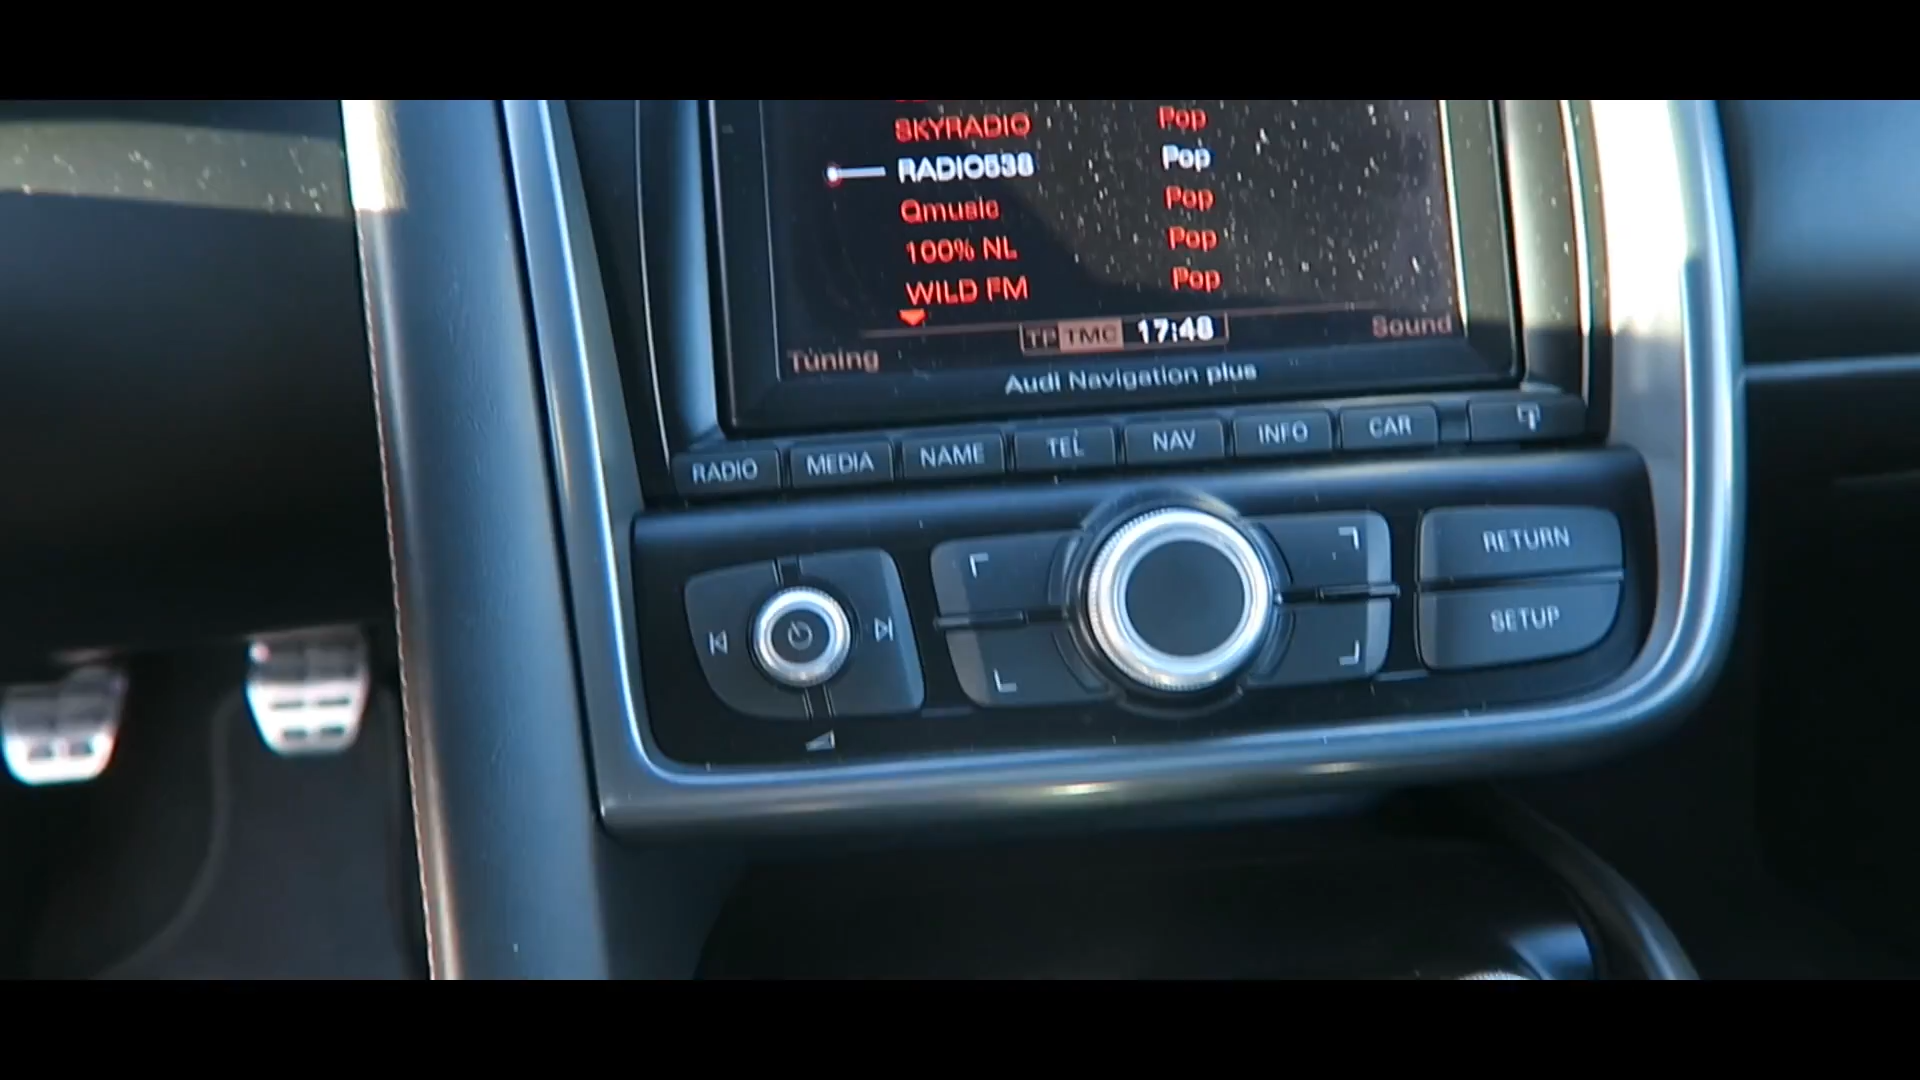 SKYRADIO Pop
RADIO538 Pop
Qmusic Pop
100% NL Pop
WILD FM Pop
Tuning TP TMC 17:48 Sound
Audi Navigation plus
RADIO MEDIA NAME TEL NAV INFO CAR
RETURN
SETUP